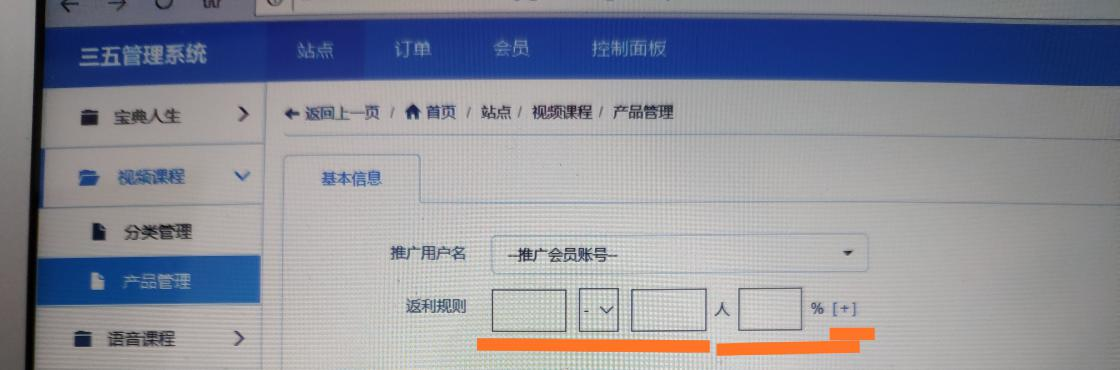 三五管理系统 站点 订单 会员 控制面板
宝典人生
返回上一页 / 首页 / 站点 / 视频课程 / 产品管理
视频课程
基本信息
分类管理
推广用户名 --推广会员账号--
产品管理
返利规则 - 人 % [+]
语音课程